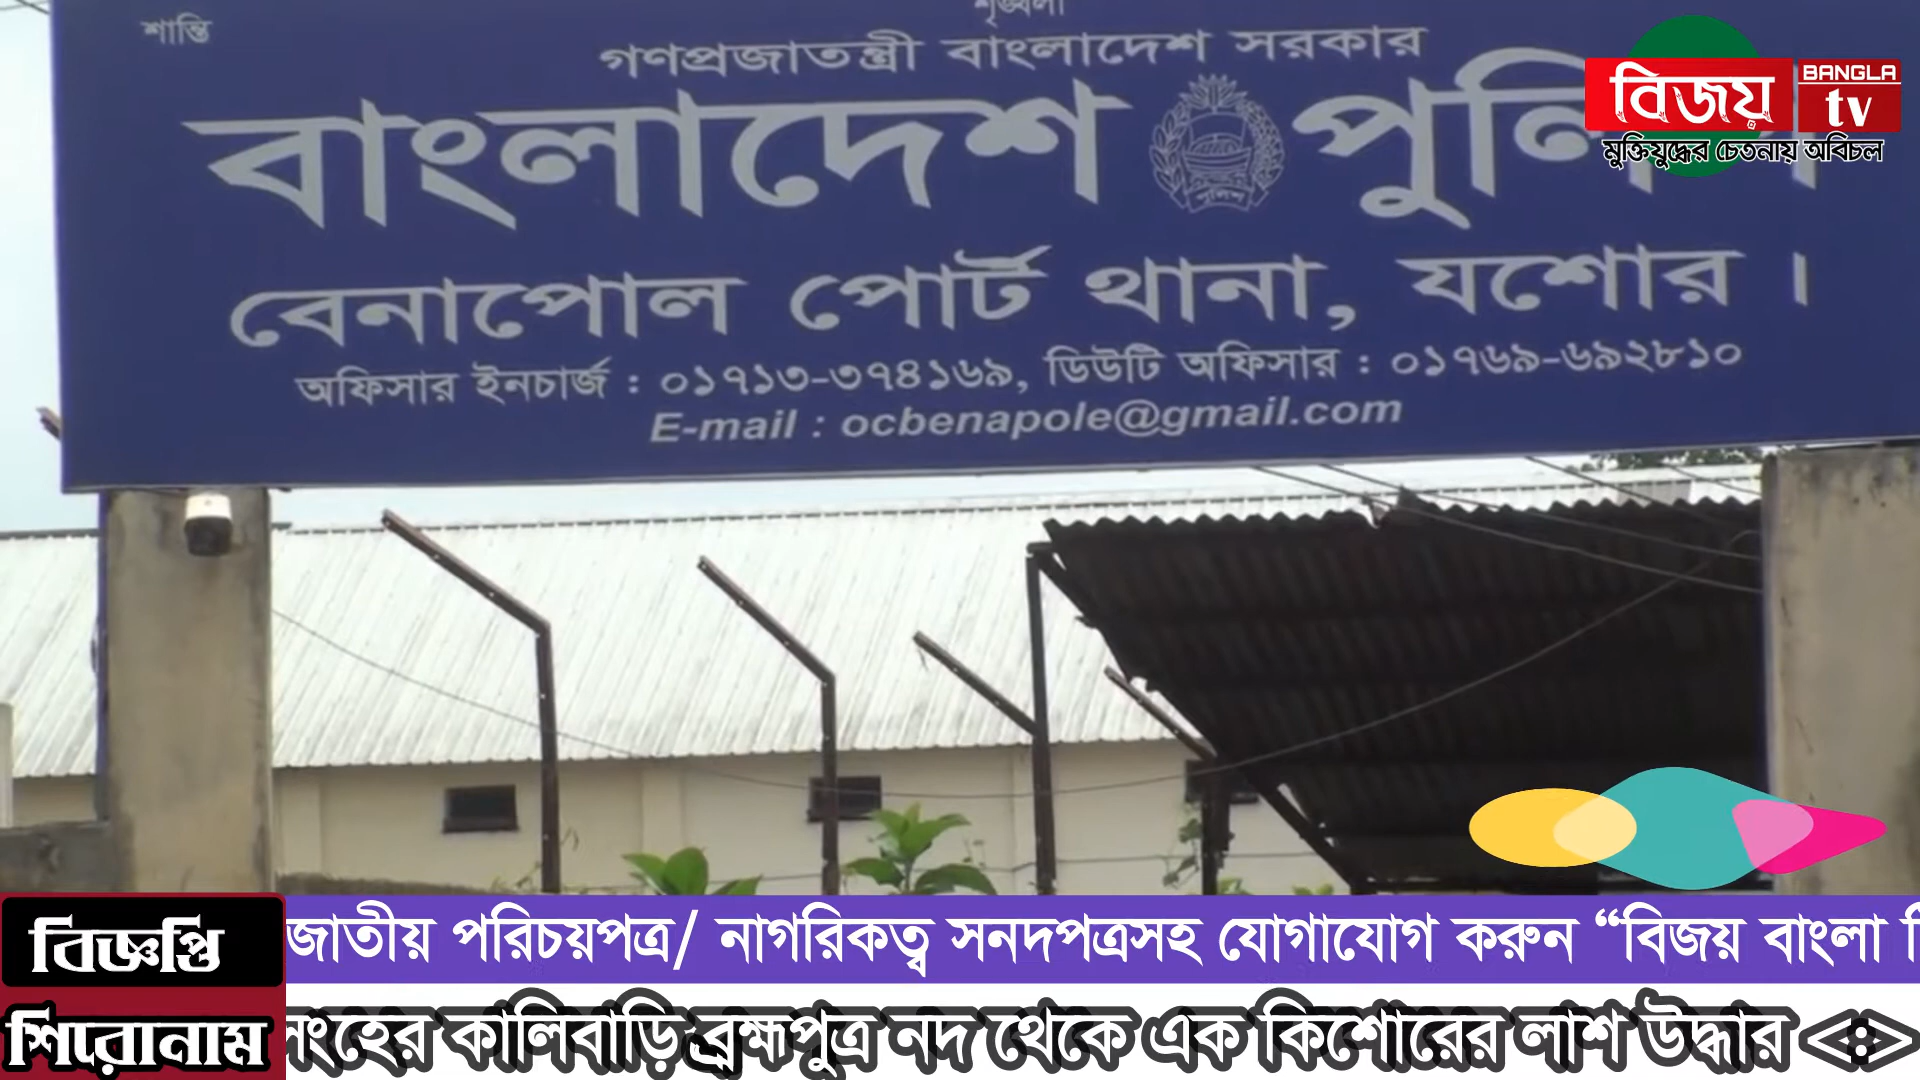 শান্তি
শৃঙ্খলা
গণপ্রজাতন্ত্রী বাংলাদেশ সরকার
বাংলাদেশ পুলিশ
পুলিশ
বেনাপোল পোর্ট থানা, যশোর।
অফিসার ইনচার্জ : ০১৭১৩-৩৭৪১৬৯, ডিউটি অফিসার : ০১৭৬৯-৬৯২৮১০
E-mail : ocbenapole@gmail.com
বিজয় BANGLA tv
মুক্তিযুদ্ধের চেতনায় অবিচল
বিজ্ঞপ্তি জাতীয় পরিচয়পত্র/ নাগরিকত্ব সনদপত্রসহ যোগাযোগ করুন “বিজয় বাংলা
শিরোনাম সংহের কালিবাড়ি ব্রহ্মপুত্র নদ থেকে এক কিশোরের লাশ উদ্ধার